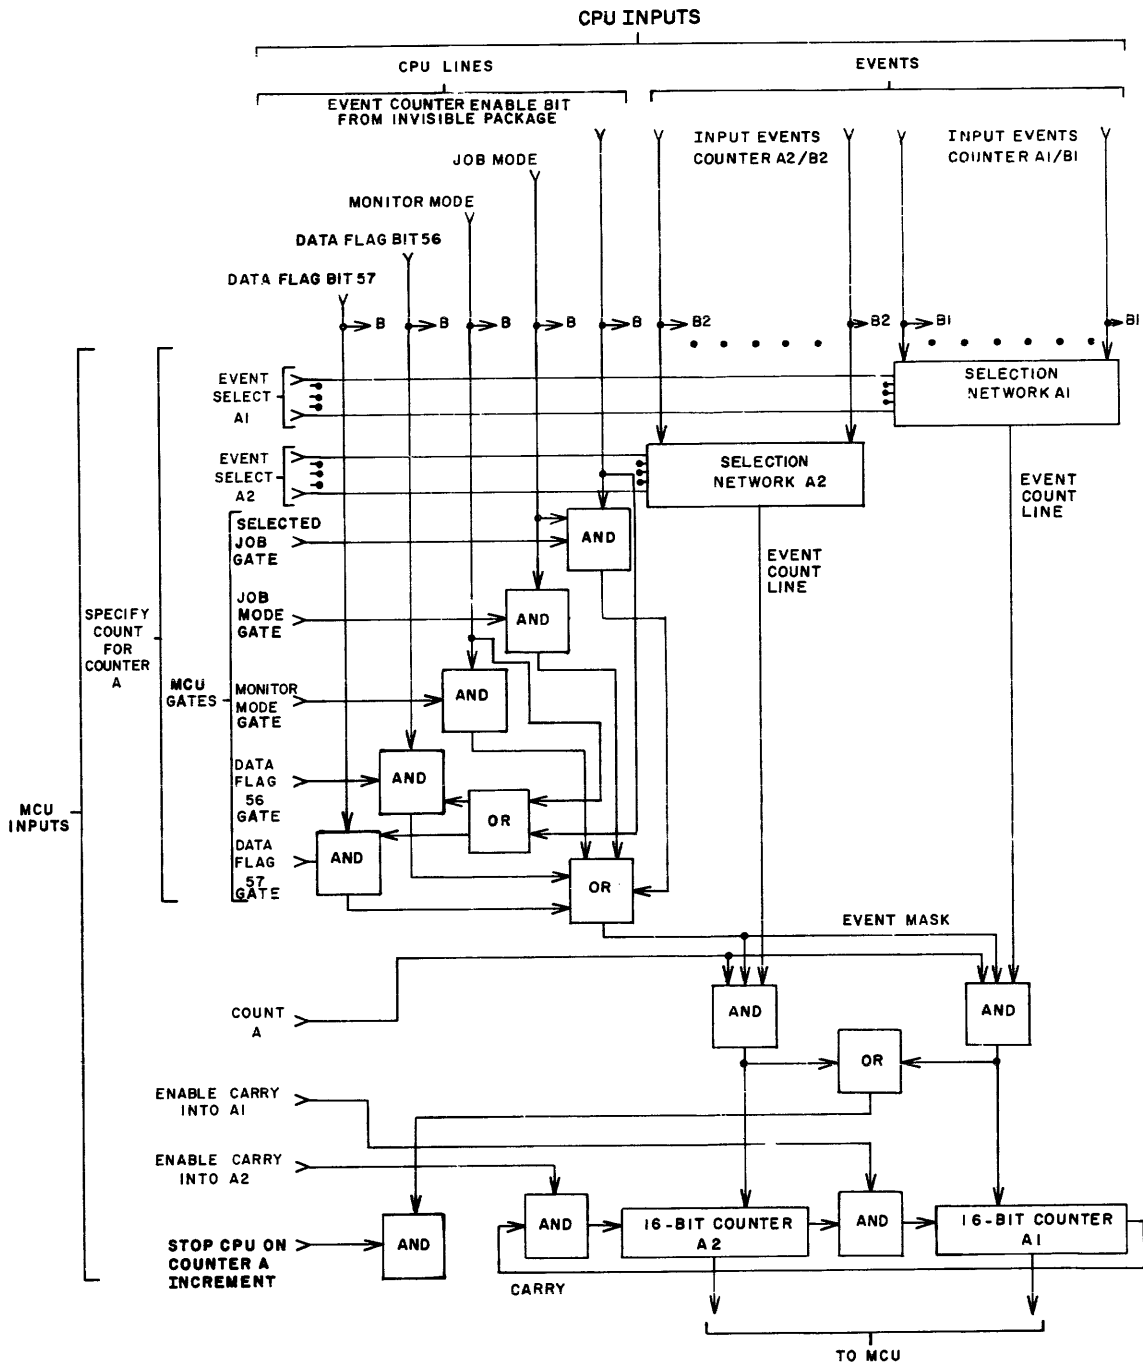 CPU INPUTS
CPU LINES
EVENTS
EVENT COUNTER ENABLE BIT
FROM INVISIBLE PACKAGE
INPUT EVENTS
COUNTER A2/B2
INPUT EVENTS
COUNTER A1/B1
JOB MODE
MONITOR MODE
DATA FLAG BIT 56
DATA FLAG BIT 57
B
B
B
B
B
B2
B2
B1
B1
EVENT
SELECT
A1
SELECTION
NETWORK A1
EVENT
SELECT
A2
SELECTION
NETWORK A2
EVENT
COUNT
LINE
SELECTED
JOB
GATE
AND
EVENT
COUNT
LINE
JOB
MODE
GATE
AND
SPECIFY
COUNT
FOR
COUNTER
A
MCU
GATES
MONITOR
MODE
GATE
AND
DATA
FLAG
56
GATE
AND
OR
MCU
INPUTS
DATA
FLAG
57
GATE
AND
OR
EVENT MASK
COUNT
A
AND
AND
OR
ENABLE CARRY
INTO A1
ENABLE CARRY
INTO A2
AND
16-BIT COUNTER
A2
AND
16-BIT COUNTER
A1
STOP CPU ON
COUNTER A
INCREMENT
AND
CARRY
TO MCU